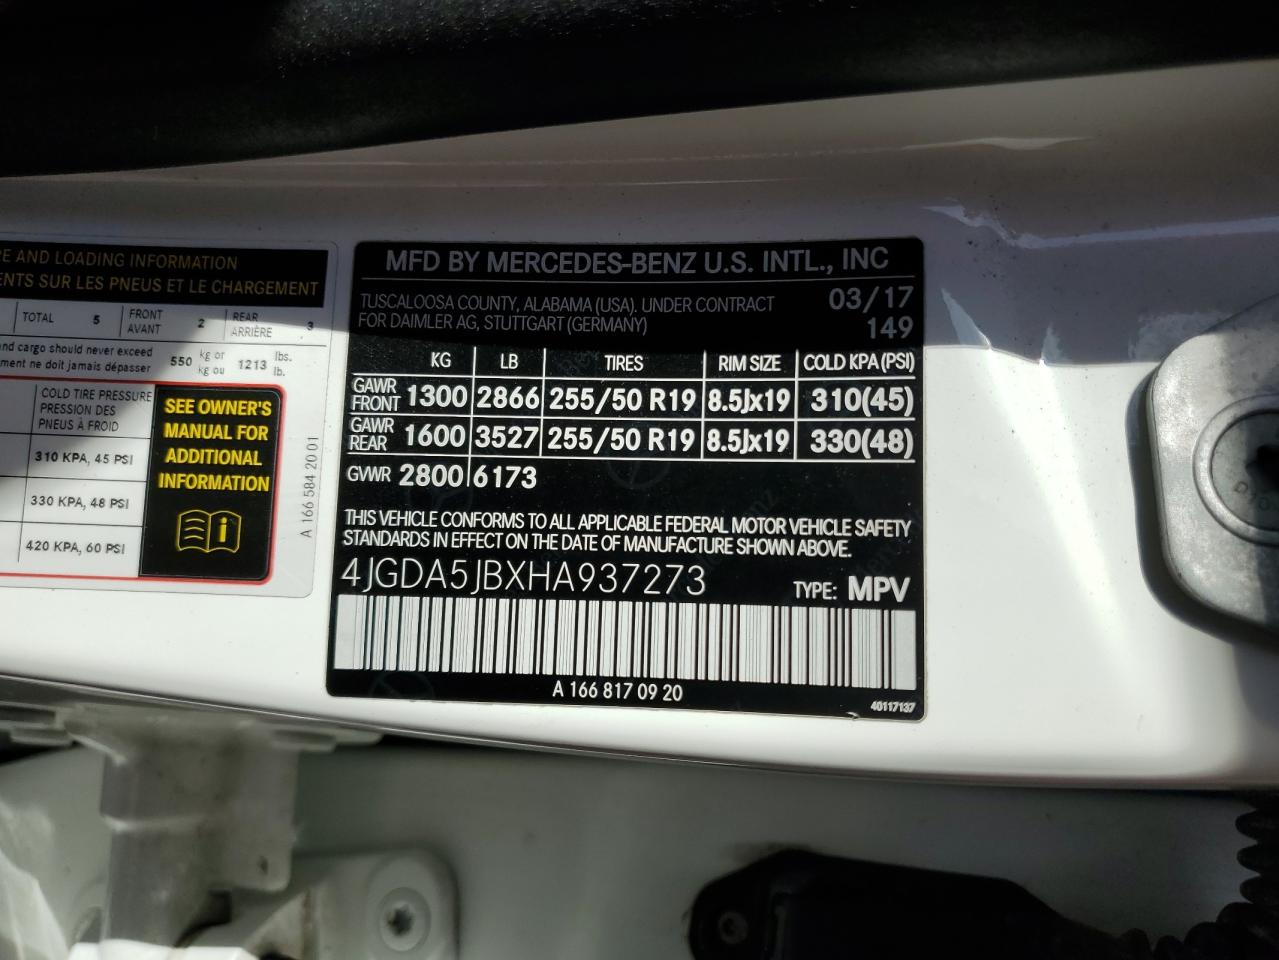 RE AND LOADING INFORMATION
ENTS SUR LES PNEUS ET LE CHARGEMENT
TOTAL 5 FRONT AVANT 2 REAR ARRIÈRE 3
and cargo should never exceed
ment ne doit jamais dépasser 550 kg or kg ou 1213 lbs. lb.
COLD TIRE PRESSURE
PRESSION DES
PNEUS À FROID
310 KPA, 45 PSI
330 KPA, 48 PSI
420 KPA, 60 PSI
SEE OWNER'S
MANUAL FOR
ADDITIONAL
INFORMATION
i
A 166 584 20 01
MFD BY MERCEDES-BENZ U.S. INTL., INC
TUSCALOOSA COUNTY, ALABAMA (USA). UNDER CONTRACT
FOR DAIMLER AG, STUTTGART (GERMANY)
03/17
149
KG LB TIRES RIM SIZE COLD KPA(PSI)
GAWR FRONT 1300 2866 255/50 R19 8.5Jx19 310(45)
GAWR REAR 1600 3527 255/50 R19 8.5Jx19 330(48)
GVWR 2800 6173
THIS VEHICLE CONFORMS TO ALL APPLICABLE FEDERAL MOTOR VEHICLE SAFETY
STANDARDS IN EFFECT ON THE DATE OF MANUFACTURE SHOWN ABOVE.
4JGDA5JBXHA937273 TYPE: MPV
A 166 817 09 20
40117137